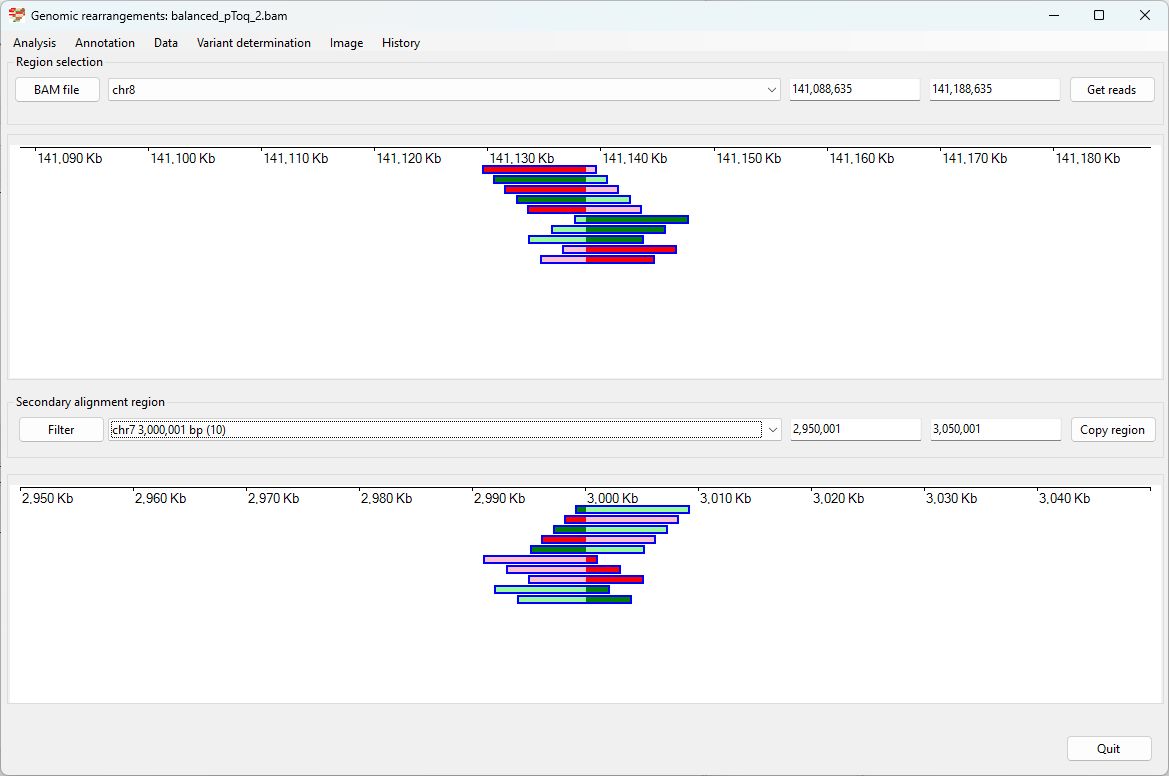 Genomic rearrangements: balanced_pToq_2.bam
Analysis Annotation Data Variant determination Image History
Region selection
BAM file chr8 141,088,635 141,188,635 Get reads
141,090 Kb 141,100 Kb 141,110 Kb 141,120 Kb 141,130 Kb 141,140 Kb 141,150 Kb 141,160 Kb 141,170 Kb 141,180 Kb
Secondary alignment region
Filter chr7 3,000,001 bp (10) 2,950,001 3,050,001 Copy region
2,950 Kb 2,960 Kb 2,970 Kb 2,980 Kb 2,990 Kb 3,000 Kb 3,010 Kb 3,020 Kb 3,030 Kb 3,040 Kb
Quit